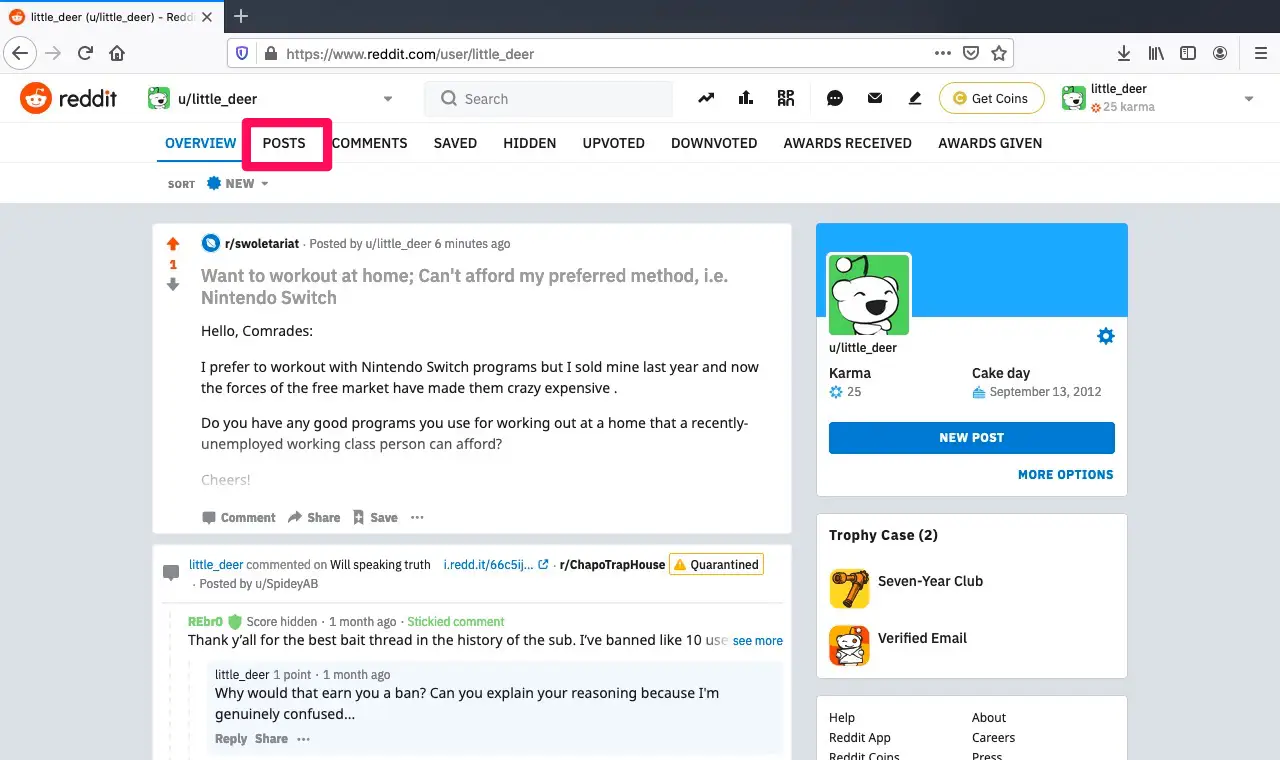 little_deer (u/little_deer) - Redd
https://www.reddit.com/user/little_deer
reddit
u/little_deer
Search
Get Coins
little_deer
25 karma
OVERVIEW POSTS COMMENTS SAVED HIDDEN UPVOTED DOWNVOTED AWARDS RECEIVED AWARDS GIVEN
SORT NEW
1
r/swoletariat · Posted by u/little_deer 6 minutes ago
Want to workout at home; Can't afford my preferred method, i.e.
Nintendo Switch
Hello, Comrades:
I prefer to workout with Nintendo Switch programs but I sold mine last year and now
the forces of the free market have made them crazy expensive .
Do you have any good programs you use for working out at a home that a recently-
unemployed working class person can afford?
Cheers!
Comment Share Save
little_deer commented on Will speaking truth i.redd.it/66c5ij... · r/ChapoTrapHouse Quarantined
· Posted by u/SpideyAB
REbr0 Score hidden · 1 month ago · Stickied comment
Thank y’all for the best bait thread in the history of the sub. I’ve banned like 10 use see more
little_deer 1 point · 1 month ago
Why would that earn you a ban? Can you explain your reasoning because I'm
genuinely confused...
Reply Share
u/little_deer
Karma Cake day
25 September 13, 2012
NEW POST
MORE OPTIONS
Trophy Case (2)
Seven-Year Club
Verified Email
Help About
Reddit App Careers
Reddit Coins Press